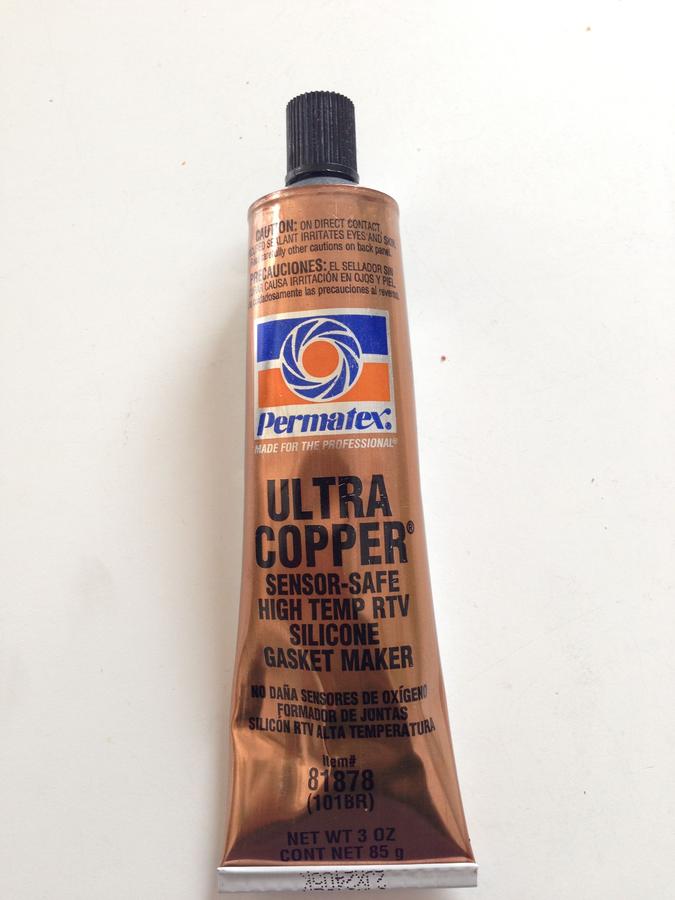 CAUTION: ON DIRECT CONTACT,
SEALANT IRRITATES EYES AND SKIN.
carefully other cautions on back panel.
PRECAUCIONES: EL SELLADOR SIN
CAUSA IRRITACIÓN EN OJOS Y PIEL.
cuidadosamente las precauciones al reverso.
Permatex®
MADE FOR THE PROFESSIONAL®
ULTRA
COPPER®
SENSOR-SAFE
HIGH TEMP RTV
SILICONE
GASKET MAKER
NO DAÑA SENSORES DE OXÍGENO
FORMADOR DE JUNTAS
SILICÓN RTV ALTA TEMPERATURA
Item#
81878
(101BR)
NET WT 3 OZ
CONT NET 85 g